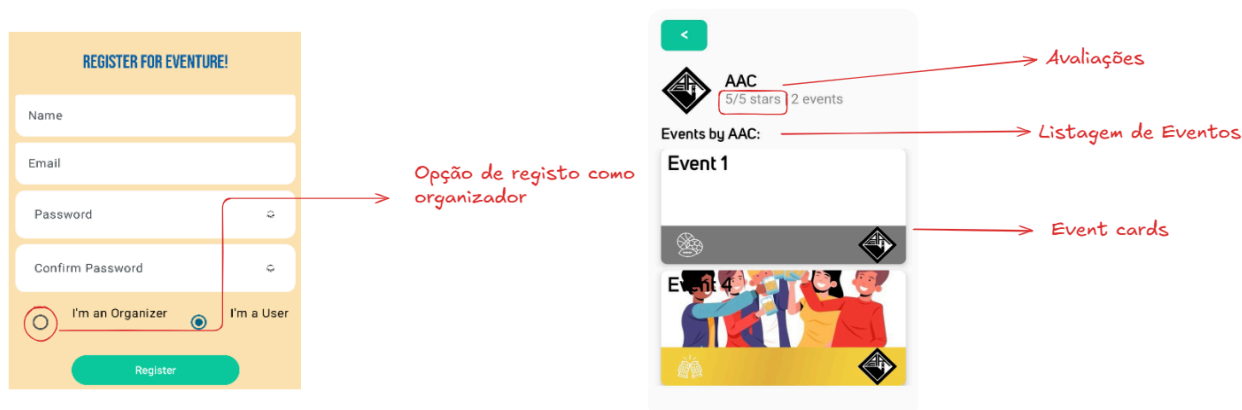 REGISTER FOR EVENTURE!
Name
Email
Password
Confirm Password
I'm an Organizer
I'm a User
Register
Opção de registo como
organizador
<
AAC
5/5 stars | 2 events
Events by AAC:
Event 1
Event 4
Avaliações
Listagem de Eventos
Event cards